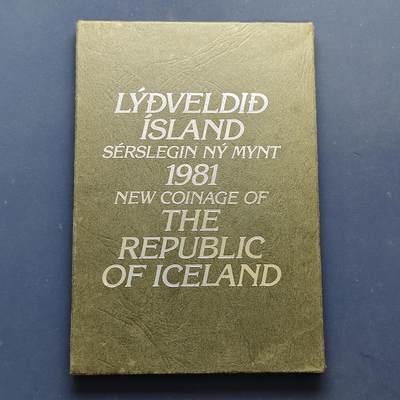 LÝÐVELDIÐ
ÍSLAND
SÉRSLEGIN NÝ MYNT
1981
NEW COINAGE OF
THE
REPUBLIC
OF ICELAND